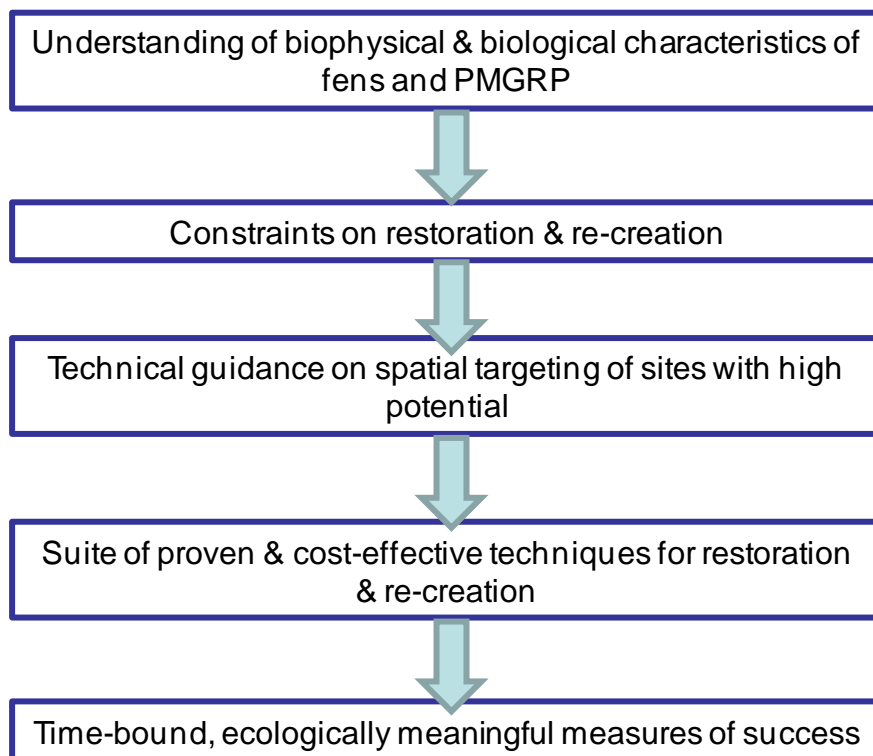 Understanding of biophysical & biological characteristics of
fens and PMGRP
Constraints on restoration & re-creation
Technical guidance on spatial targeting of sites with high
potential
Suite of proven & cost-effective techniques for restoration
& re-creation
Time-bound, ecologically meaningful measures of success